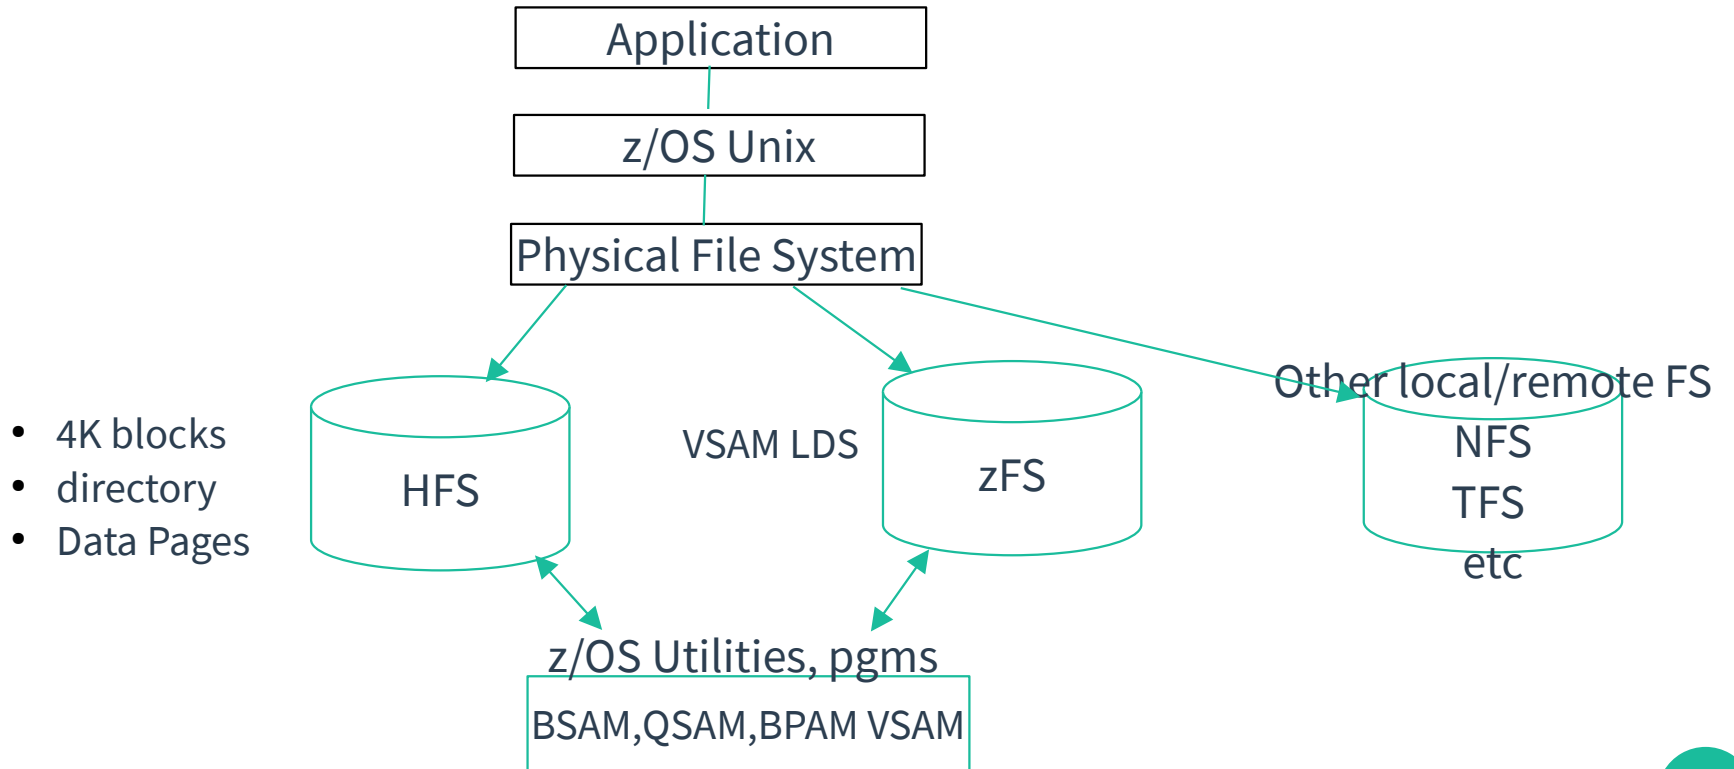 Application
z/OS Unix
Physical File System
Other local/remote FS
• 4K blocks
• directory
• Data Pages
HFS
VSAM LDS
zFS
NFS
TFS
etc
z/OS Utilities, pgms
BSAM,QSAM,BPAM VSAM